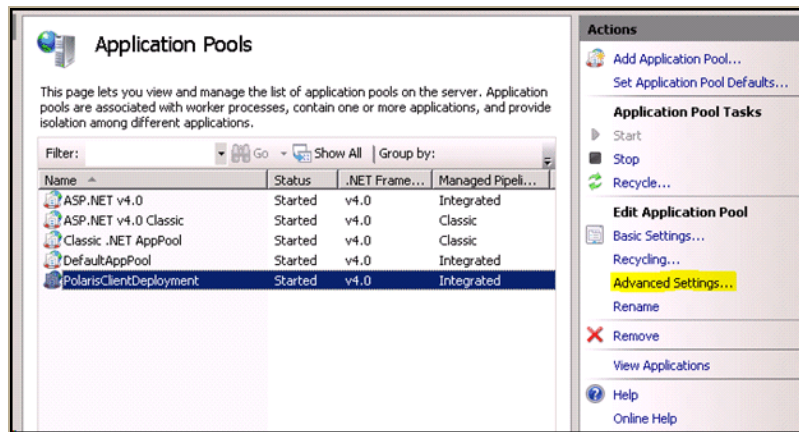 Application Pools
This page lets you view and manage the list of application pools on the server. Application
pools are associated with worker processes, contain one or more applications, and provide
isolation among different applications.
Filter: Go Show All Group by:
Name Status .NET Frame... Managed Pipeli...
ASP.NET v4.0 Started v4.0 Integrated
ASP.NET v4.0 Classic Started v4.0 Classic
Classic .NET AppPool Started v4.0 Classic
DefaultAppPool Started v4.0 Integrated
PolarisClientDeployment Started v4.0 Integrated
Actions
Add Application Pool...
Set Application Pool Defaults...
Application Pool Tasks
Start
Stop
Recycle...
Edit Application Pool
Basic Settings...
Recycling...
Advanced Settings...
Rename
Remove
View Applications
Help
Online Help